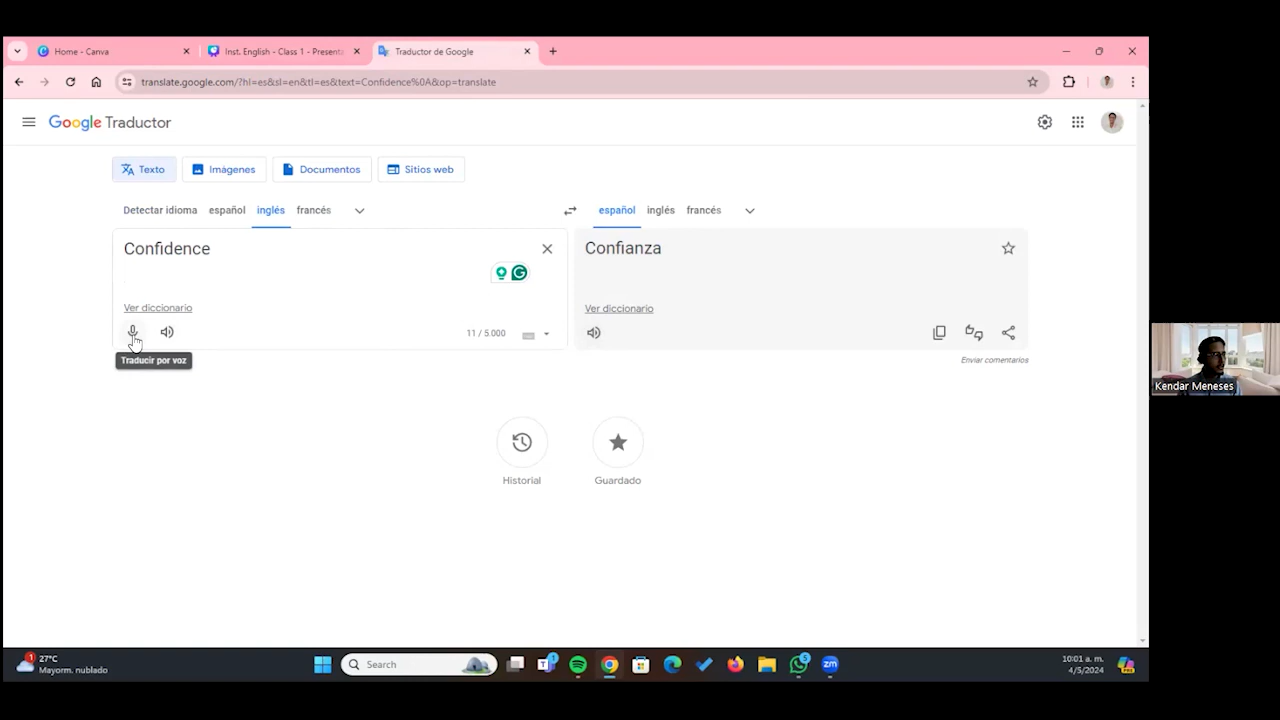 Home - Canva
Inst. English - Class 1 - Presenta
Traductor de Google
translate.google.com/?hl=es&sl=en&tl=es&text=Confidence%0A&op=translate
Google Traductor
Texto
Imágenes
Documentos
Sitios web
Detectar idioma español inglés francés
español inglés francés
Confidence
Confianza
Ver diccionario
Ver diccionario
11 / 5.000
Traducir por voz
Enviar comentarios
Kendar Meneses
Historial
Guardado
1
27°C
Mayorm. nublado
Search
5
zm
10:01 a. m.
4/5/2024